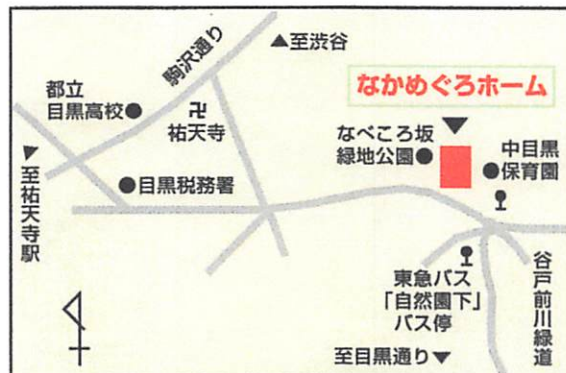 駒沢通り
▲至渋谷
都立
目黒高校●
卍
祐天寺
なかめぐろホーム
▼
なべころ坂
緑地公園●
中目黒
●保育園
▼至祐天寺駅
●目黒税務署
東急バス
「自然園下」
バス停
谷戸前川緑道
至目黒通り▼